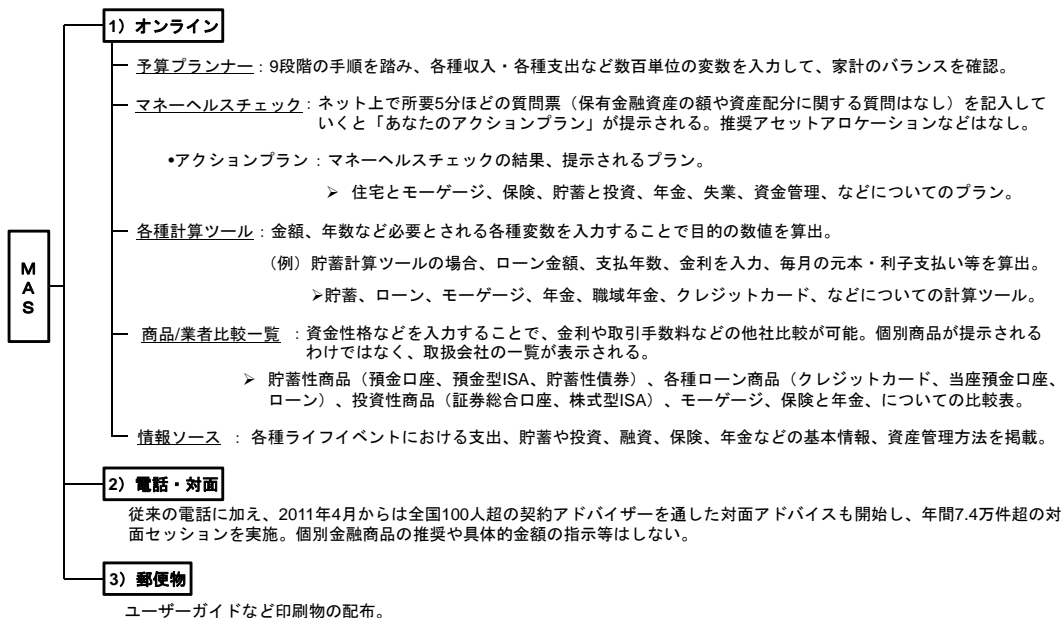 MAS
1) オンライン
予算プランナー：9段階の手順を踏み、各種収入・各種支出など数百単位の変数を入力して、家計のバランスを確認。
マネーヘルスチェック：ネット上で所要5分ほどの質問票（保有金融資産の額や資産配分に関する質問はなし）を記入して
いくと「あなたのアクションプラン」が提示される。推奨アセットアロケーションなどはなし。
•アクションプラン：マネーヘルスチェックの結果、提示されるプラン。
➢ 住宅とモーゲージ、保険、貯蓄と投資、年金、失業、資金管理、などについてのプラン。
各種計算ツール：金額、年数など必要とされる各種変数を入力することで目的の数値を算出。
（例）貯蓄計算ツールの場合、ローン金額、支払年数、金利を入力、毎月の元本・利子支払い等を算出。
➢貯蓄、ローン、モーゲージ、年金、職域年金、クレジットカード、などについての計算ツール。
商品/業者比較一覧 ：資金性格などを入力することで、金利や取引手数料などの他社比較が可能。個別商品が提示される
わけではなく、取扱会社の一覧が表示される。
➢ 貯蓄性商品（預金口座、預金型ISA、貯蓄性債券）、各種ローン商品（クレジットカード、当座預金口座、
ローン）、投資性商品（証券総合口座、株式型ISA）、モーゲージ、保険と年金、についての比較表。
情報ソース ： 各種ライフイベントにおける支出、貯蓄や投資、融資、保険、年金などの基本情報、資産管理方法を掲載。
2) 電話・対面
従来の電話に加え、2011年4月からは全国100人超の契約アドバイザーを通した対面アドバイスも開始し、年間7.4万件超の対
面セッションを実施。個別金融商品の推奨や具体的金額の指示等はしない。
3) 郵便物
ユーザーガイドなど印刷物の配布。